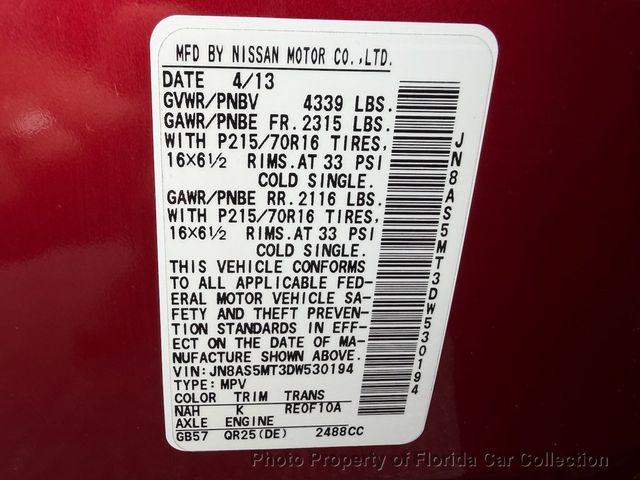 MFD BY NISSAN MOTOR CO.,LTD.
DATE 4/13
GVWR/PNBV 4339 LBS.
GAWR/PNBE FR. 2315 LBS.
WITH P215/70R16 TIRES,
16×6½ RIMS.AT 33 PSI
COLD SINGLE.
GAWR/PNBE RR. 2116 LBS.
WITH P215/70R16 TIRES,
16×6½ RIMS.AT 33 PSI
COLD SINGLE.
THIS VEHICLE CONFORMS
TO ALL APPLICABLE FED-
ERAL MOTOR VEHICLE SA-
FETY AND THEFT PREVEN-
TION STANDARDS IN EFF-
ECT ON THE DATE OF MA-
NUFACTURE SHOWN ABOVE.
VIN: JN8AS5MT3DW530194
TYPE: MPV
COLOR TRIM TRANS
NAH K RE0F10A
AXLE ENGINE
GB57 QR25(DE) 2488CC
JN8AS5MT3DW530194
Photo Property of Florida Car Collection